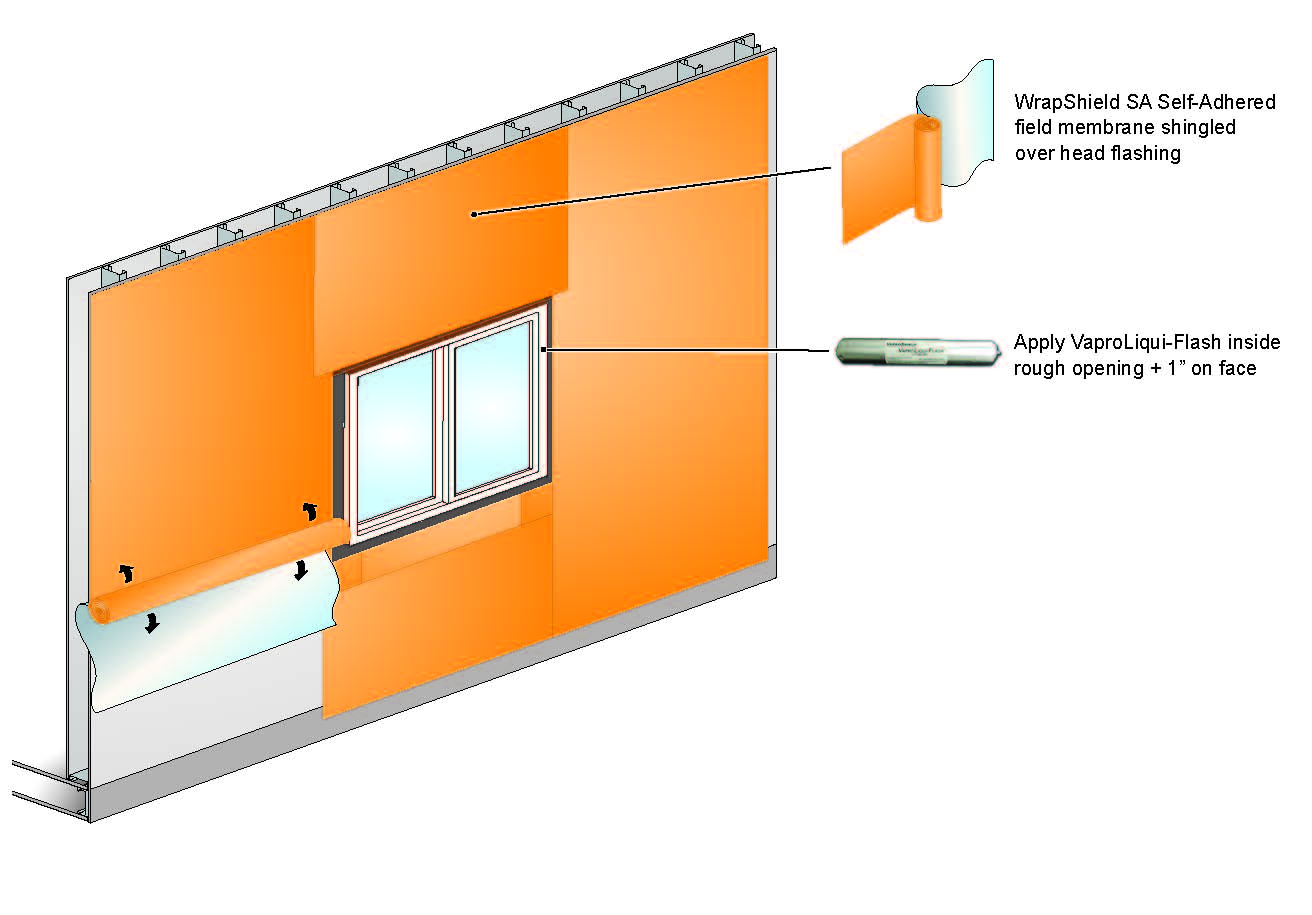 WrapShield SA Self-Adhered
field membrane shingled
over head flashing
Apply VaproLiqui-Flash inside
rough opening + 1” on face